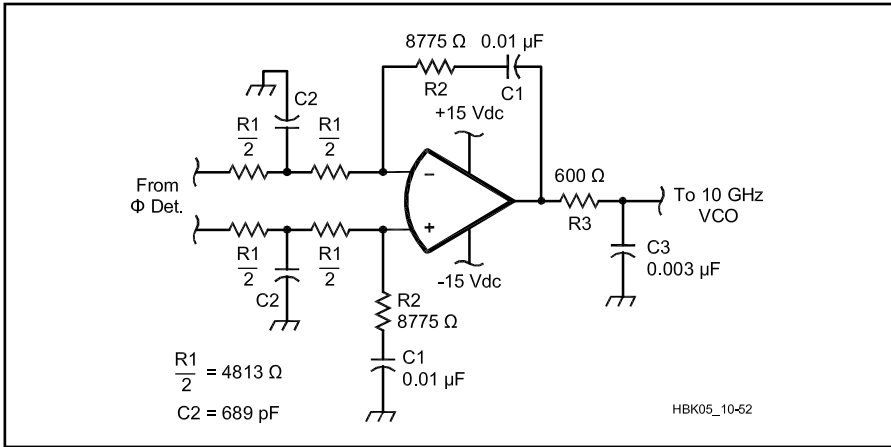 8775 Ω
0.01 µF
R2
C1
C2
+15 Vdc
R1
2
R1
2
−
From
Φ Det.
600 Ω
R3
To 10 GHz
VCO
+
R1
2
R1
2
C2
-15 Vdc
C3
0.003 µF
R2
8775 Ω
C1
0.01 µF
R1
2
= 4813 Ω
C2 = 689 pF
HBK05_10-52